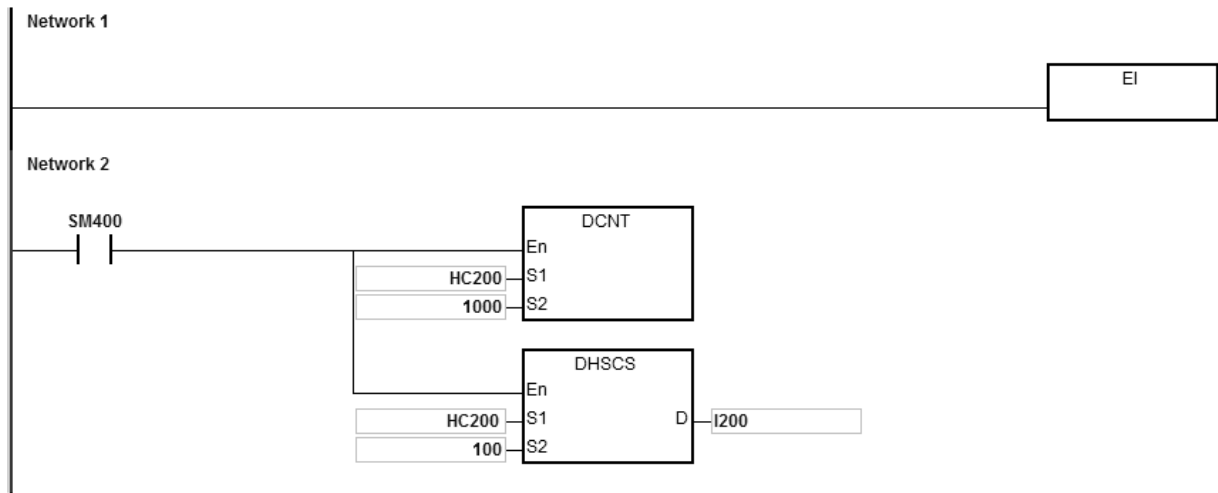 Network 1
EI
Network 2
SM400
DCNT
En
HC200 S1
1000 S2
DHSCS
En
HC200 S1 D I200
100 S2